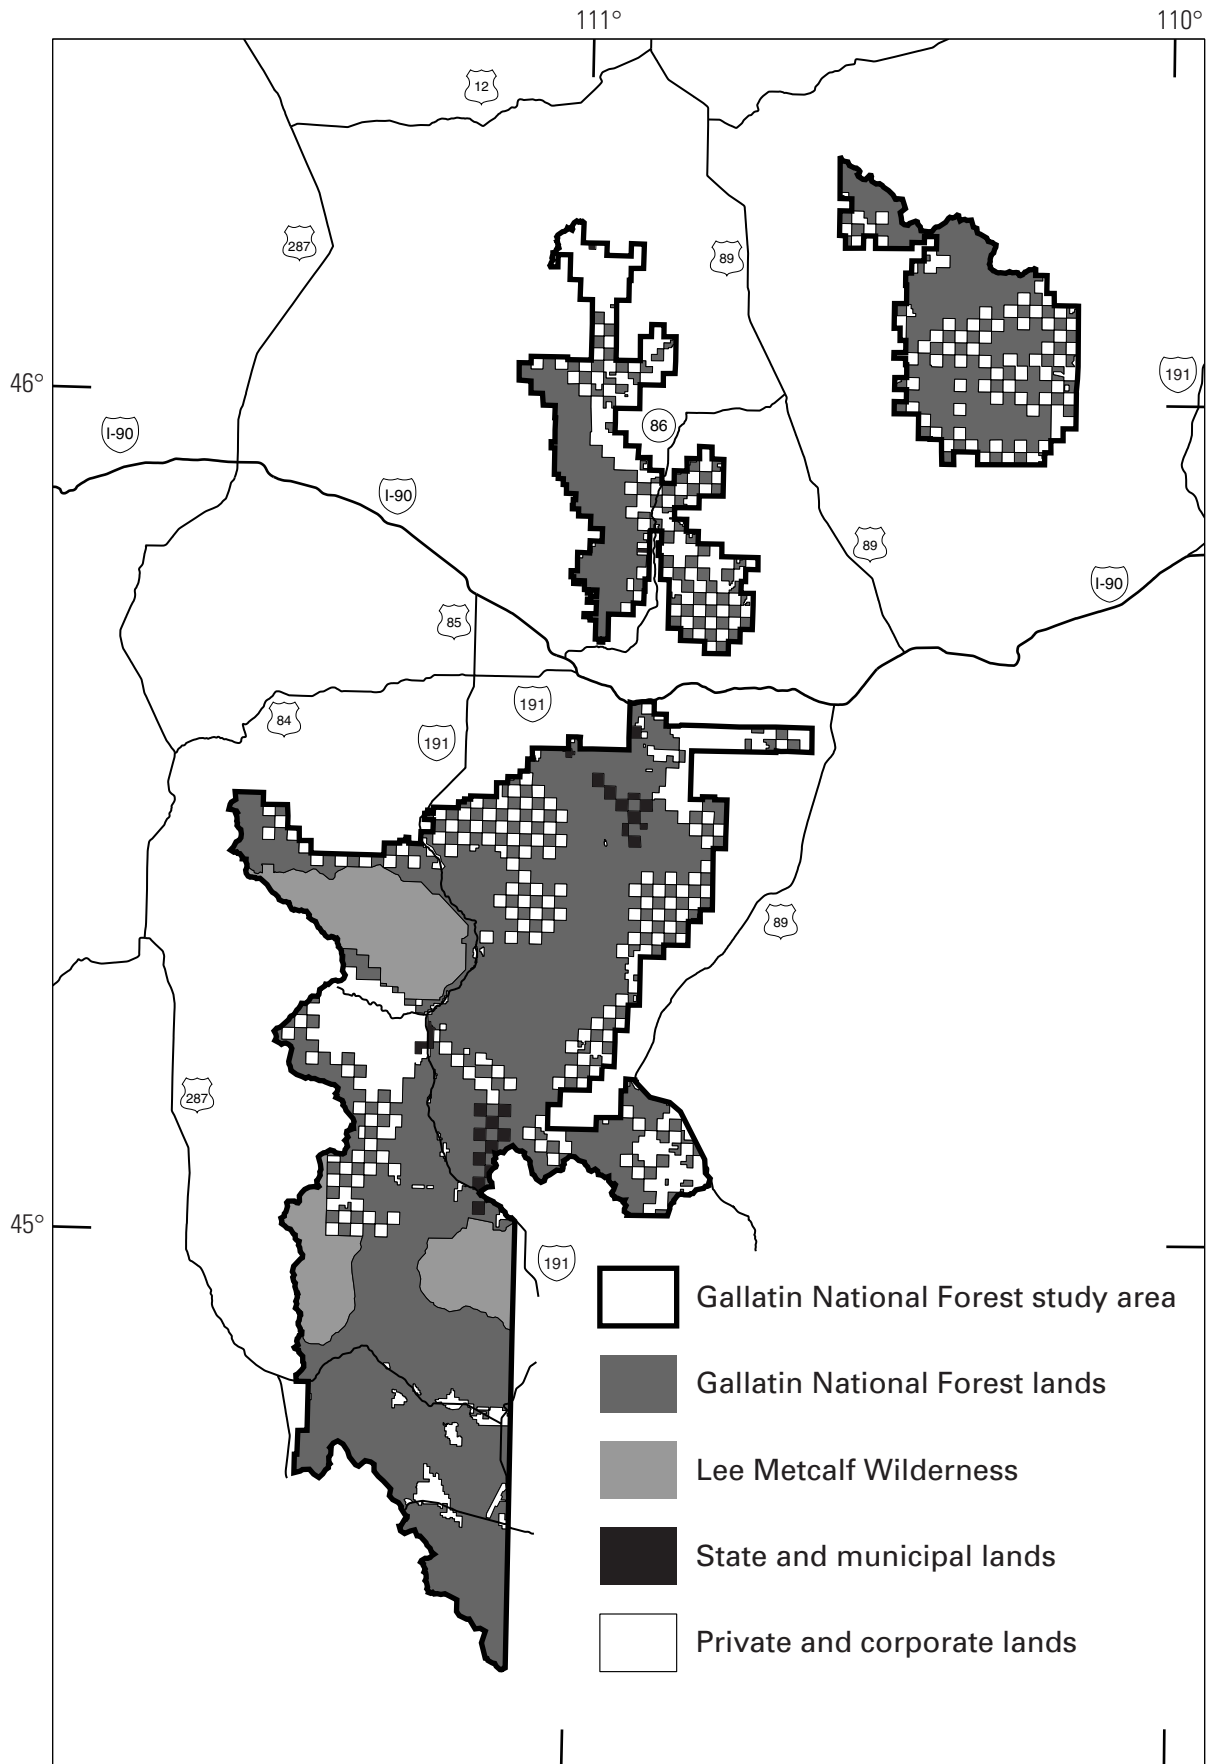 111°
110°
12
287
89
46°
191
I-90
86
I-90
89
I-90
85
191
84
191
89
287
45°
191
Gallatin National Forest study area
Gallatin National Forest lands
Lee Metcalf Wilderness
State and municipal lands
Private and corporate lands